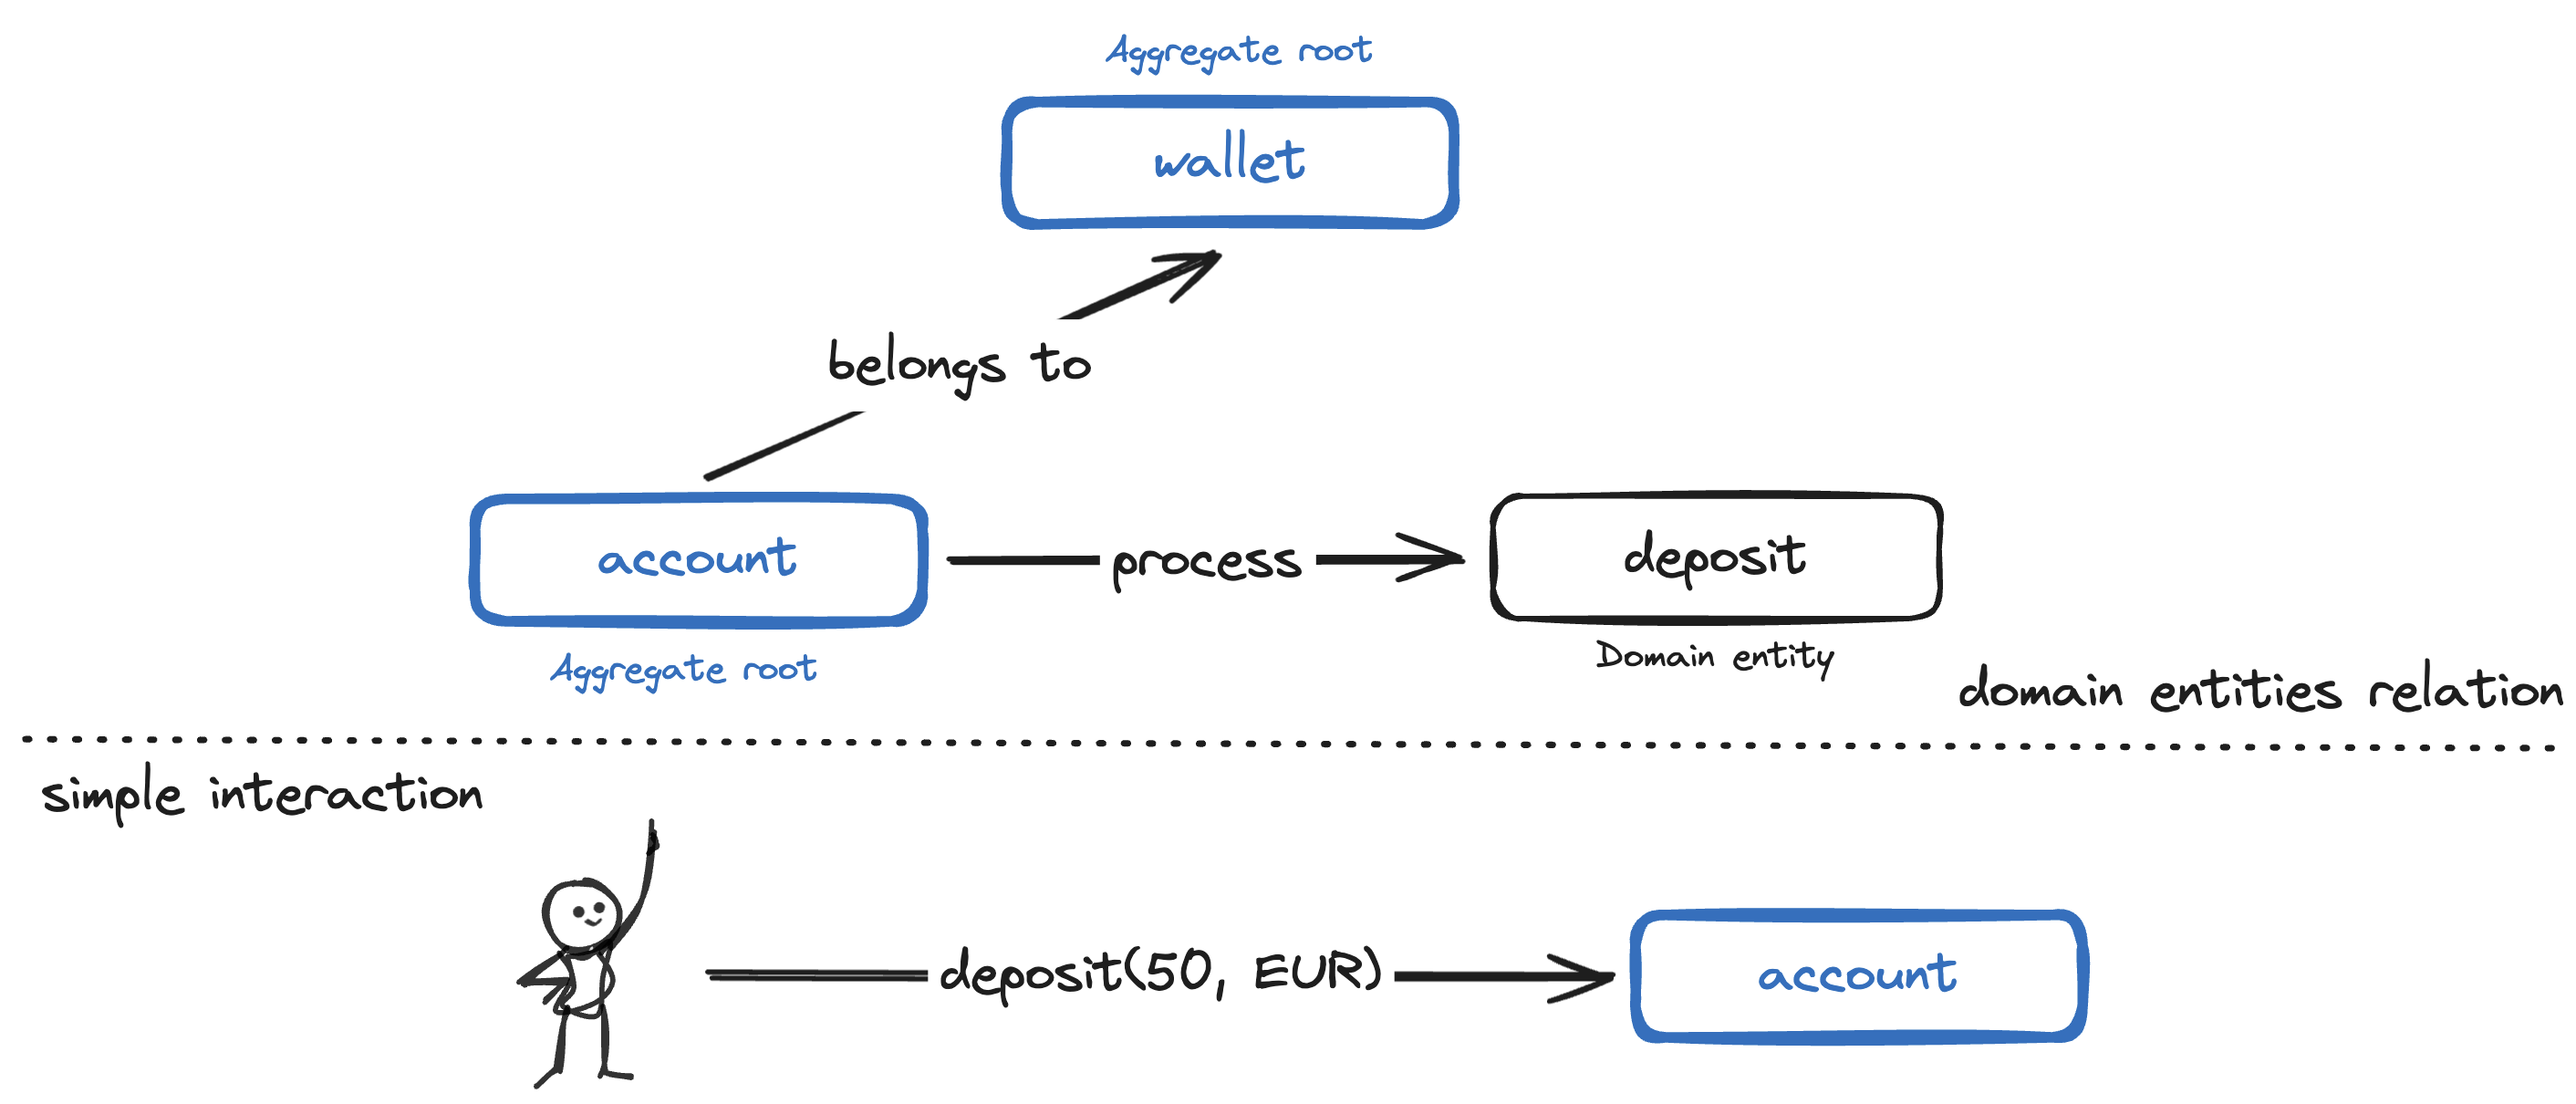 Aggregate root
wallet
belongs to
account
process
deposit
Aggregate root
Domain entity
domain entities relation
simple interaction
deposit(50, EUR)
account